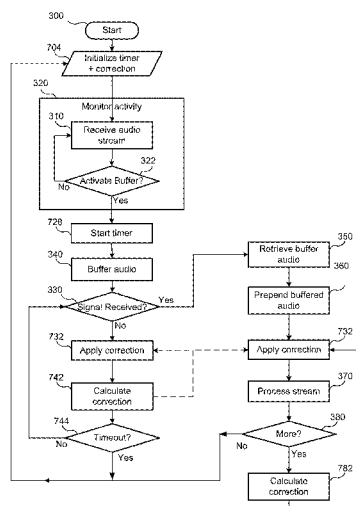 300
Start
704
Initialize timer
+ correction
320
Monitor activity
310
Receive audio
stream
322
Activate Buffer?
No
Yes
728
Start timer
340
Buffer audio
330
Signal Received?
Yes
No
350
Retrieve buffer
audio
360
Prepend buffered
audio
732
Apply correction
732
Apply correction
742
Calculate
correction
370
Process stream
744
Timeout?
No
Yes
380
More?
No
Yes
782
Calculate
correction